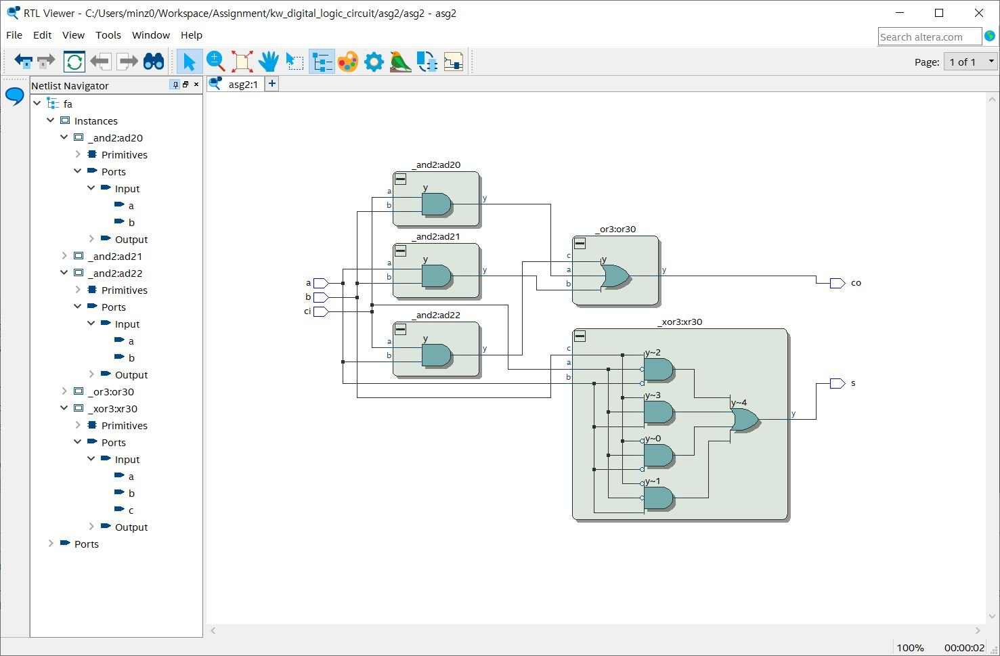 RTL Viewer - C:/Users/minz0/Workspace/Assignment/kw_digital_logic_circuit/asg2/asg2 - asg2
File Edit View Tools Window Help
Search altera.com
Page: 1 of 1
Netlist Navigator
asg2:1
fa
Instances
_and2:ad20
Primitives
Ports
Input
a
b
Output
_and2:ad21
_and2:ad22
Primitives
Ports
Input
a
b
Output
_or3:or30
_xor3:xr30
Primitives
Ports
Input
a
b
c
Output
Ports
_and2:ad20
y
a
b
y
_and2:ad21
y
a
b
y
_and2:ad22
y
a
b
y
a
b
ci
_or3:or30
y
c
a
b
y
co
_xor3:xr30
c
a
b
y~2
y~3
y~0
y~1
y~4
y
s
100% 00:00:02